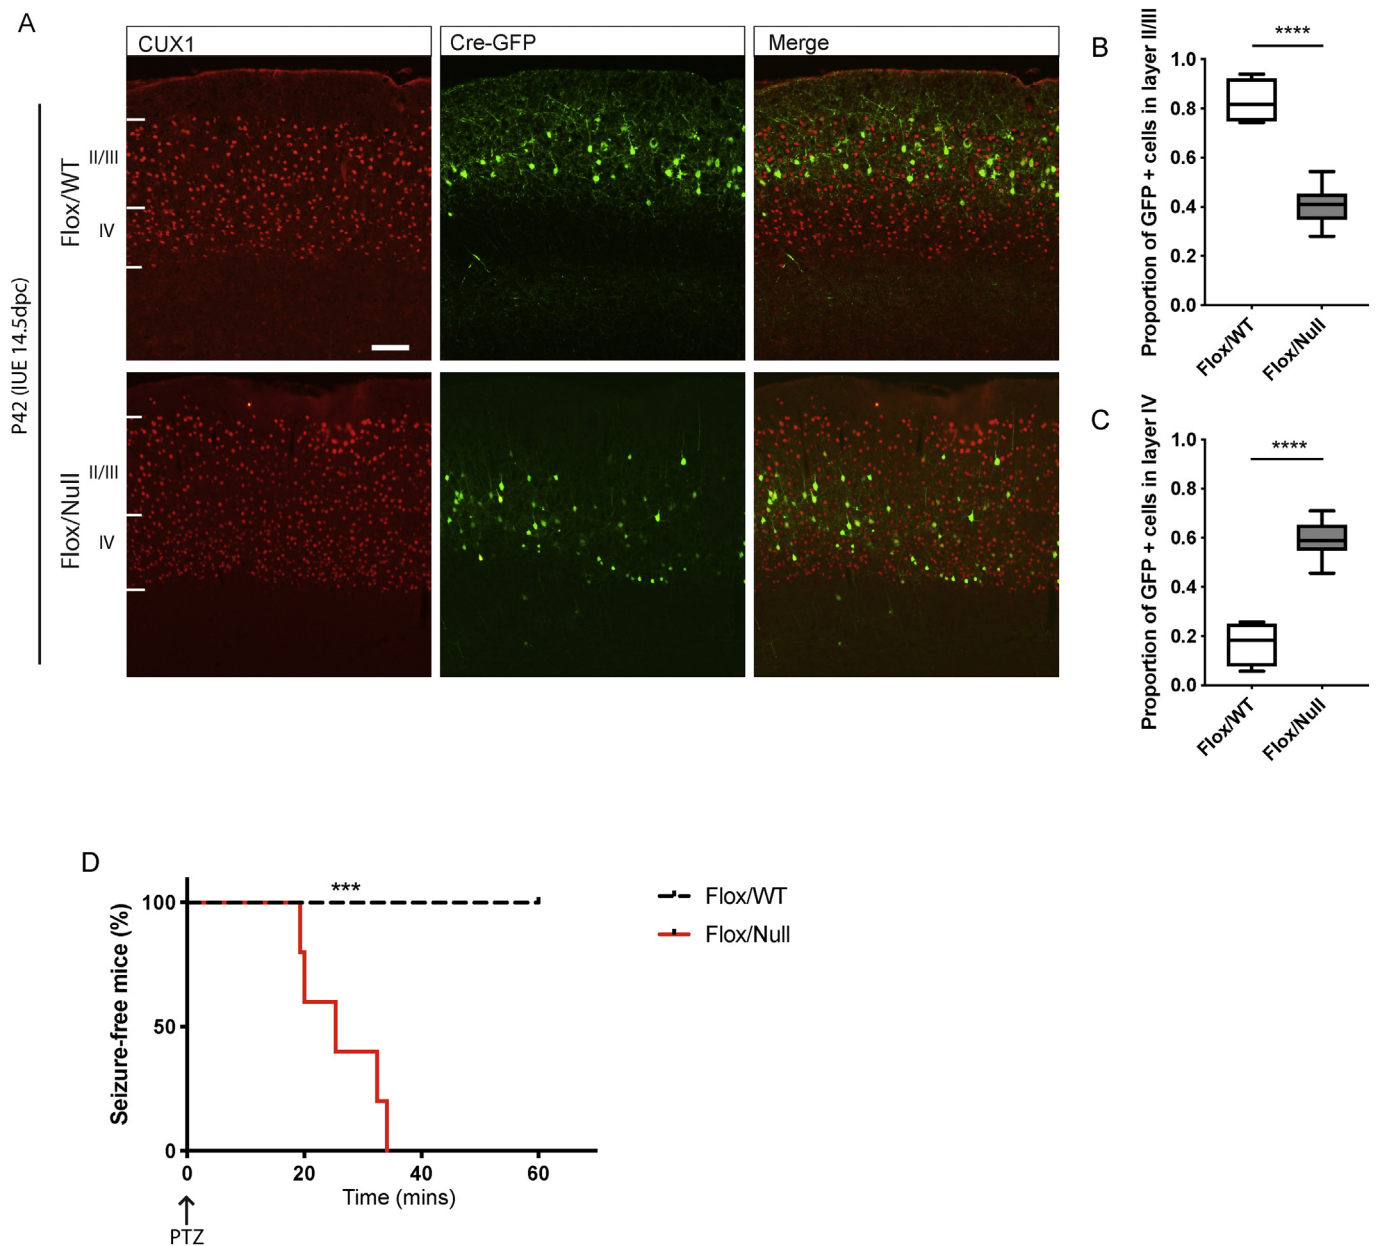 A
CUX1
Cre-GFP
Merge
P42 (IUE 14.5dpc)
Flox/WT
II/III
IV
Flox/Null
II/III
IV
B
Proportion of GFP + cells in layer II/III
****
1.0
0.8
0.6
0.4
0.2
0.0
Flox/WT
Flox/Null
C
Proportion of GFP + cells in layer IV
****
1.0
0.8
0.6
0.4
0.2
0.0
Flox/WT
Flox/Null
D
Seizure-free mice (%)
***
100
50
0
0 20 40 60
Time (mins)
PTZ
Flox/WT
Flox/Null